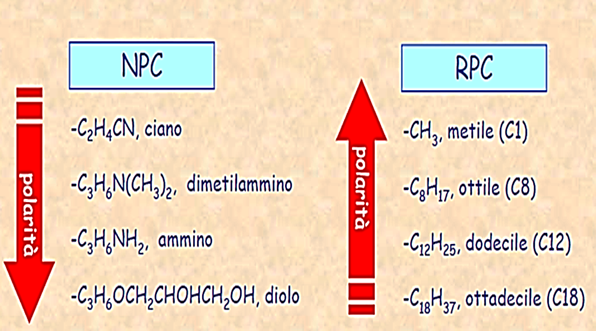 NPC
polarità
-C₂H₄CN, ciano
-C₃H₆N(CH₃)₂, dimetilammino
-C₃H₆NH₂, ammino
-C₃H₆OCH₂CHOHCH₂OH, diolo
RPC
polarità
-CH₃, metile (C1)
-C₈H₁₇, ottile (C8)
-C₁₂H₂₅, dodecile (C12)
-C₁₈H₃₇, ottadecile (C18)